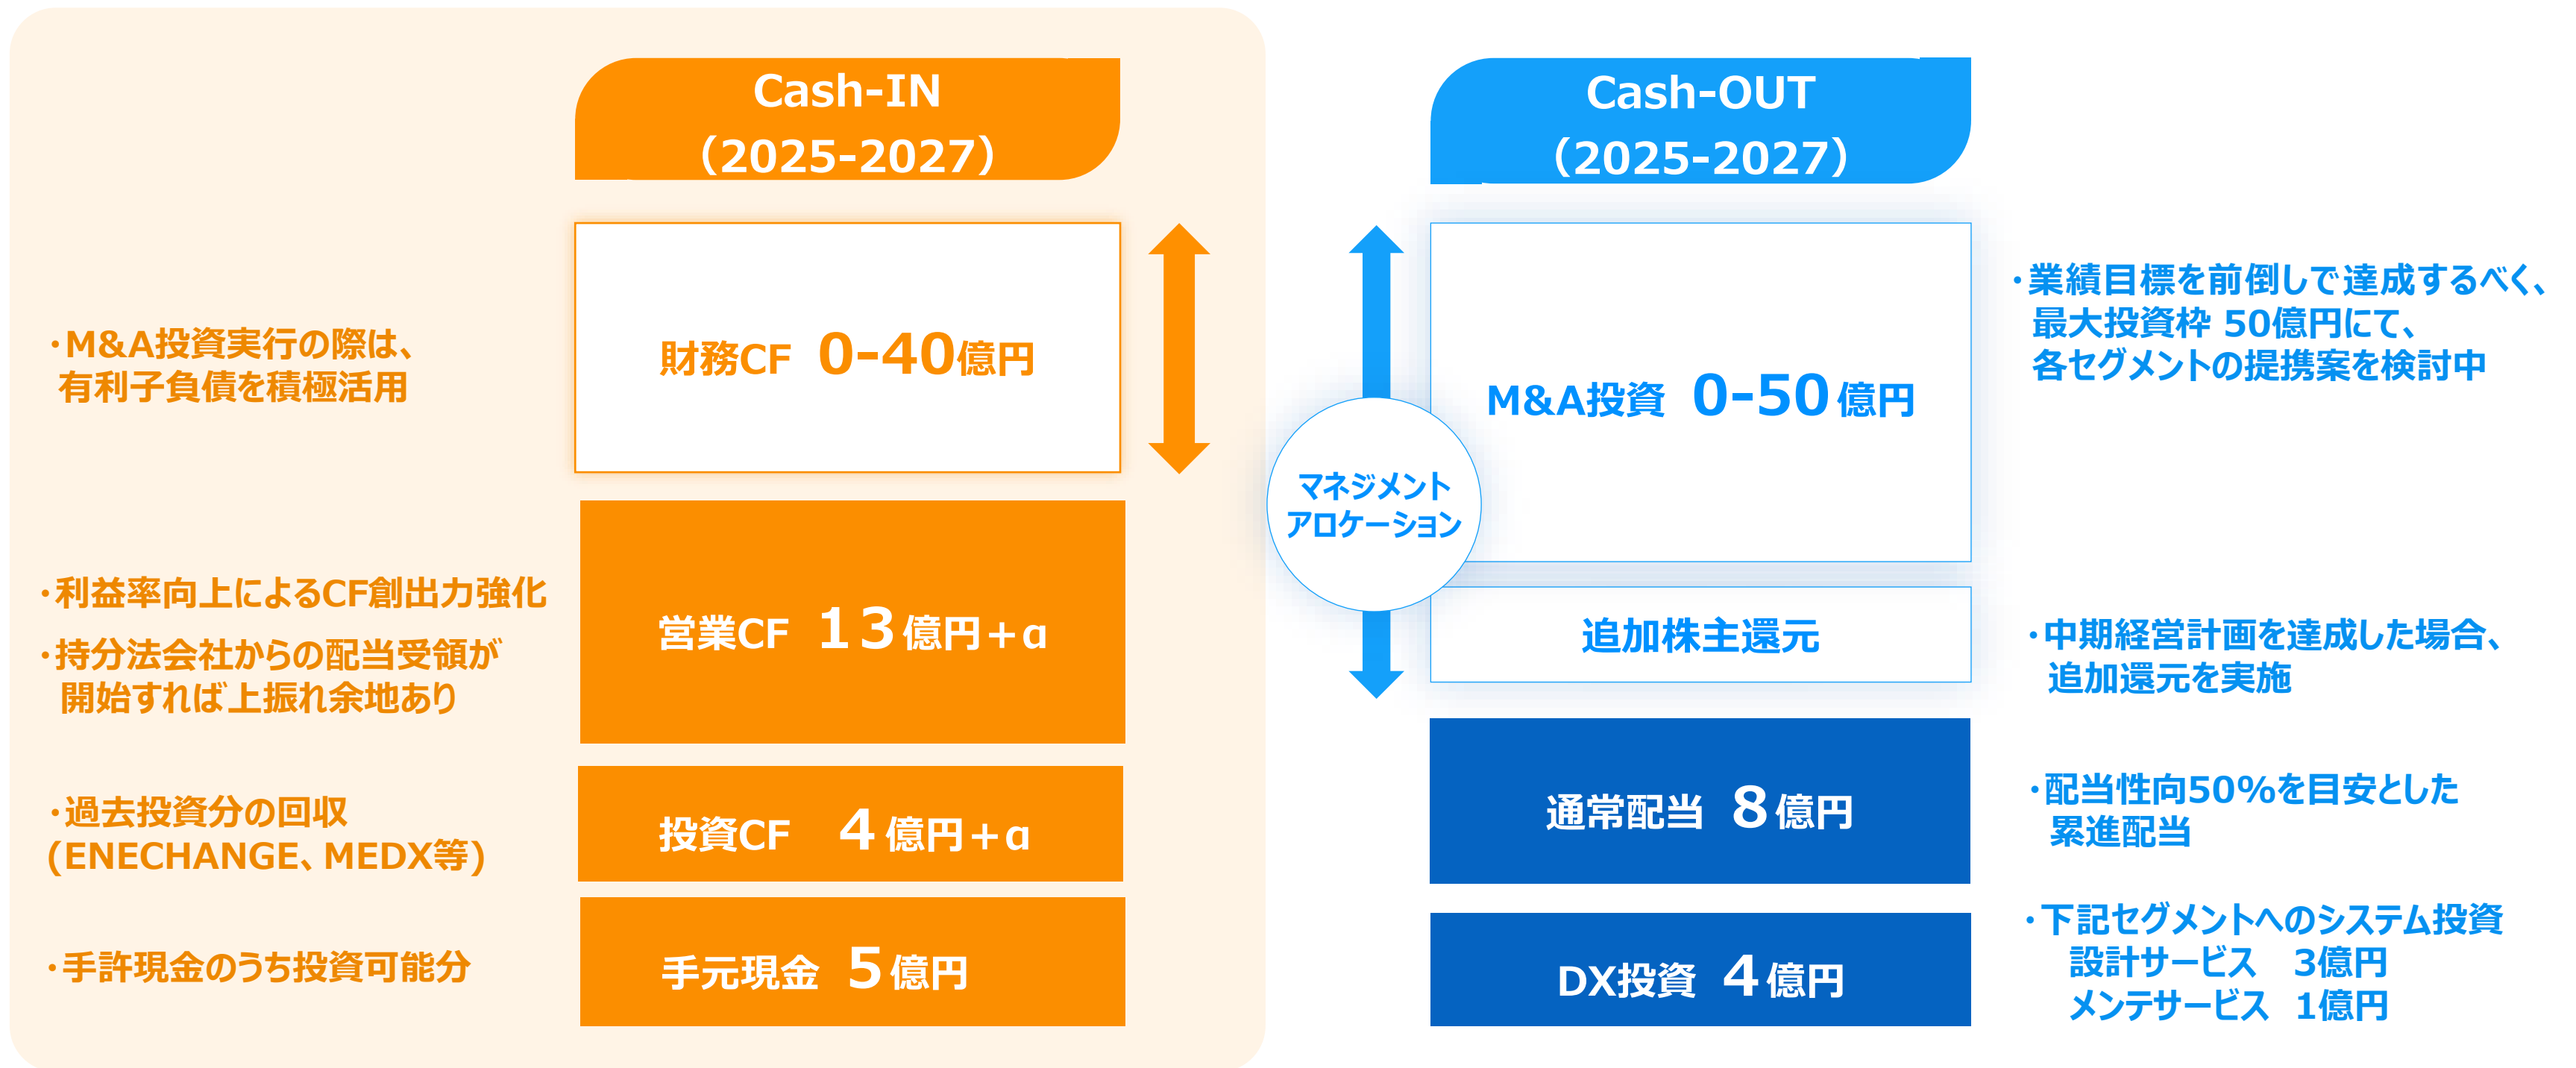 Cash-IN
（2025-2027）
・M&A投資実行の際は、
有利子負債を積極活用
財務CF 0-40億円
・利益率向上によるCF創出力強化
・持分法会社からの配当受領が
開始すれば上振れ余地あり
営業CF 13億円＋α
・過去投資分の回収
(ENECHANGE、MEDX等)
投資CF 4億円＋α
・手許現金のうち投資可能分
手元現金 5億円
マネジメント
アロケーション
Cash-OUT
（2025-2027）
M&A投資 0-50億円
・業績目標を前倒しで達成するべく、
最大投資枠 50億円にて、
各セグメントの提携案を検討中
追加株主還元
・中期経営計画を達成した場合、
追加還元を実施
通常配当 8億円
・配当性向50%を目安とした
累進配当
DX投資 4億円
・下記セグメントへのシステム投資
設計サービス 3億円
メンテサービス 1億円